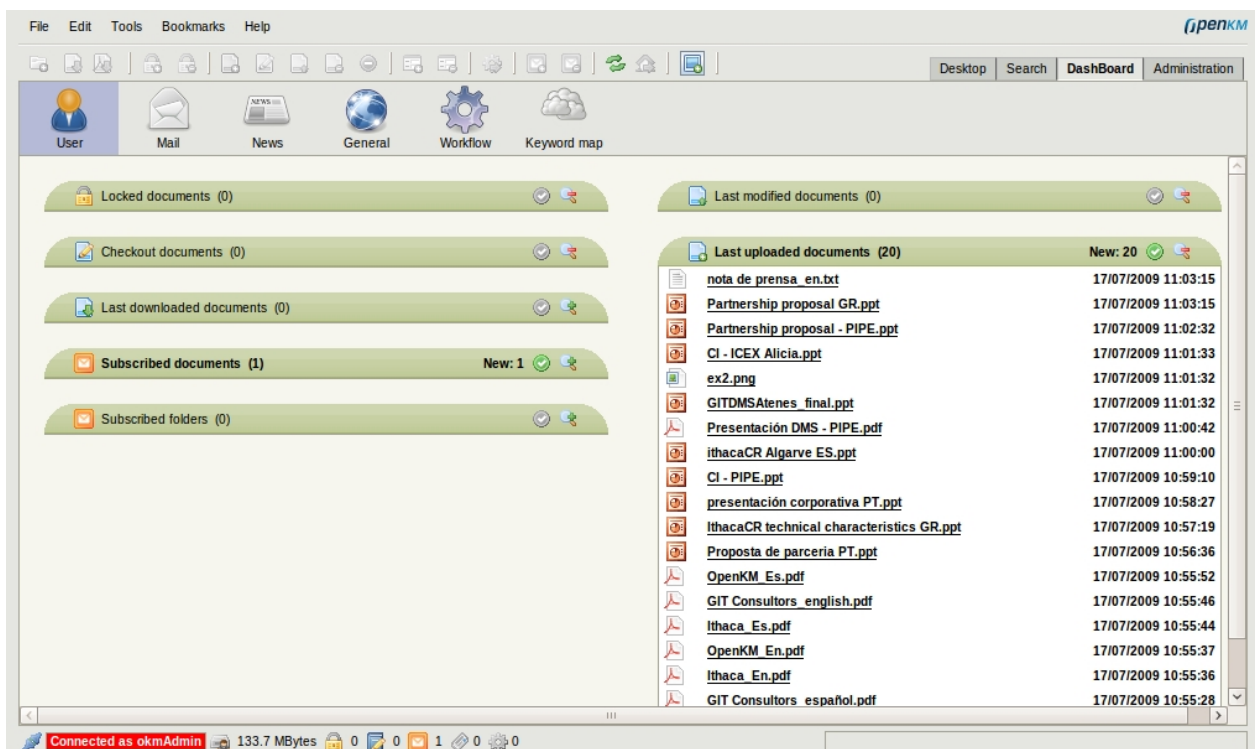 File Edit Tools Bookmarks Help
OpenKM
Desktop Search DashBoard Administration
NEWS
User Mail News General Workflow Keyword map
Locked documents (0)
Checkout documents (0)
Last downloaded documents (0)
Subscribed documents (1) New: 1
Subscribed folders (0)
Last modified documents (0)
Last uploaded documents (20) New: 20
nota de prensa_en.txt 17/07/2009 11:03:15
Partnership proposal GR.ppt 17/07/2009 11:03:15
Partnership proposal - PIPE.ppt 17/07/2009 11:02:32
CI - ICEX Alicia.ppt 17/07/2009 11:01:33
ex2.png 17/07/2009 11:01:32
GITDMSAtenes_final.ppt 17/07/2009 11:01:32
Presentación DMS - PIPE.pdf 17/07/2009 11:00:42
ithacaCR Algarve ES.ppt 17/07/2009 11:00:00
CI - PIPE.ppt 17/07/2009 10:59:10
presentación corporativa PT.ppt 17/07/2009 10:58:27
IthacaCR technical characteristics GR.ppt 17/07/2009 10:57:19
Proposta de parceria PT.ppt 17/07/2009 10:56:36
OpenKM_Es.pdf 17/07/2009 10:55:52
GIT Consultors_english.pdf 17/07/2009 10:55:46
Ithaca_Es.pdf 17/07/2009 10:55:44
OpenKM_En.pdf 17/07/2009 10:55:37
Ithaca_En.pdf 17/07/2009 10:55:36
GIT Consultors_español.pdf 17/07/2009 10:55:28
Connected as okmAdmin 133.7 MBytes 0 0 1 0 0